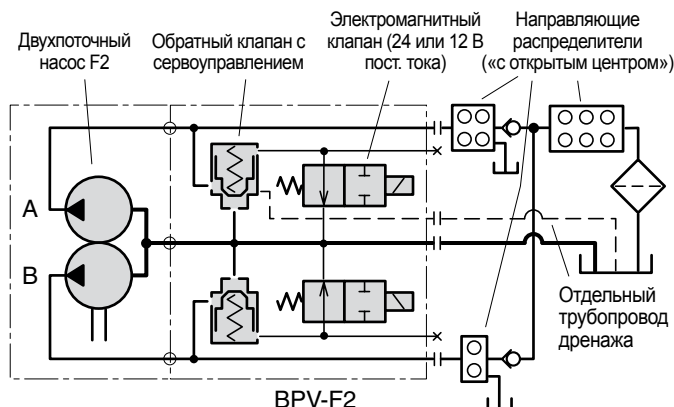 Двухпоточный
насос F2
Обратный клапан с
сервоуправлением
Электромагнитный
клапан (24 или 12 В
пост. тока)
Направляющие
распределители
(«с открытым центром»)
A
B
Отдельный
трубопровод
дренажа
BPV-F2